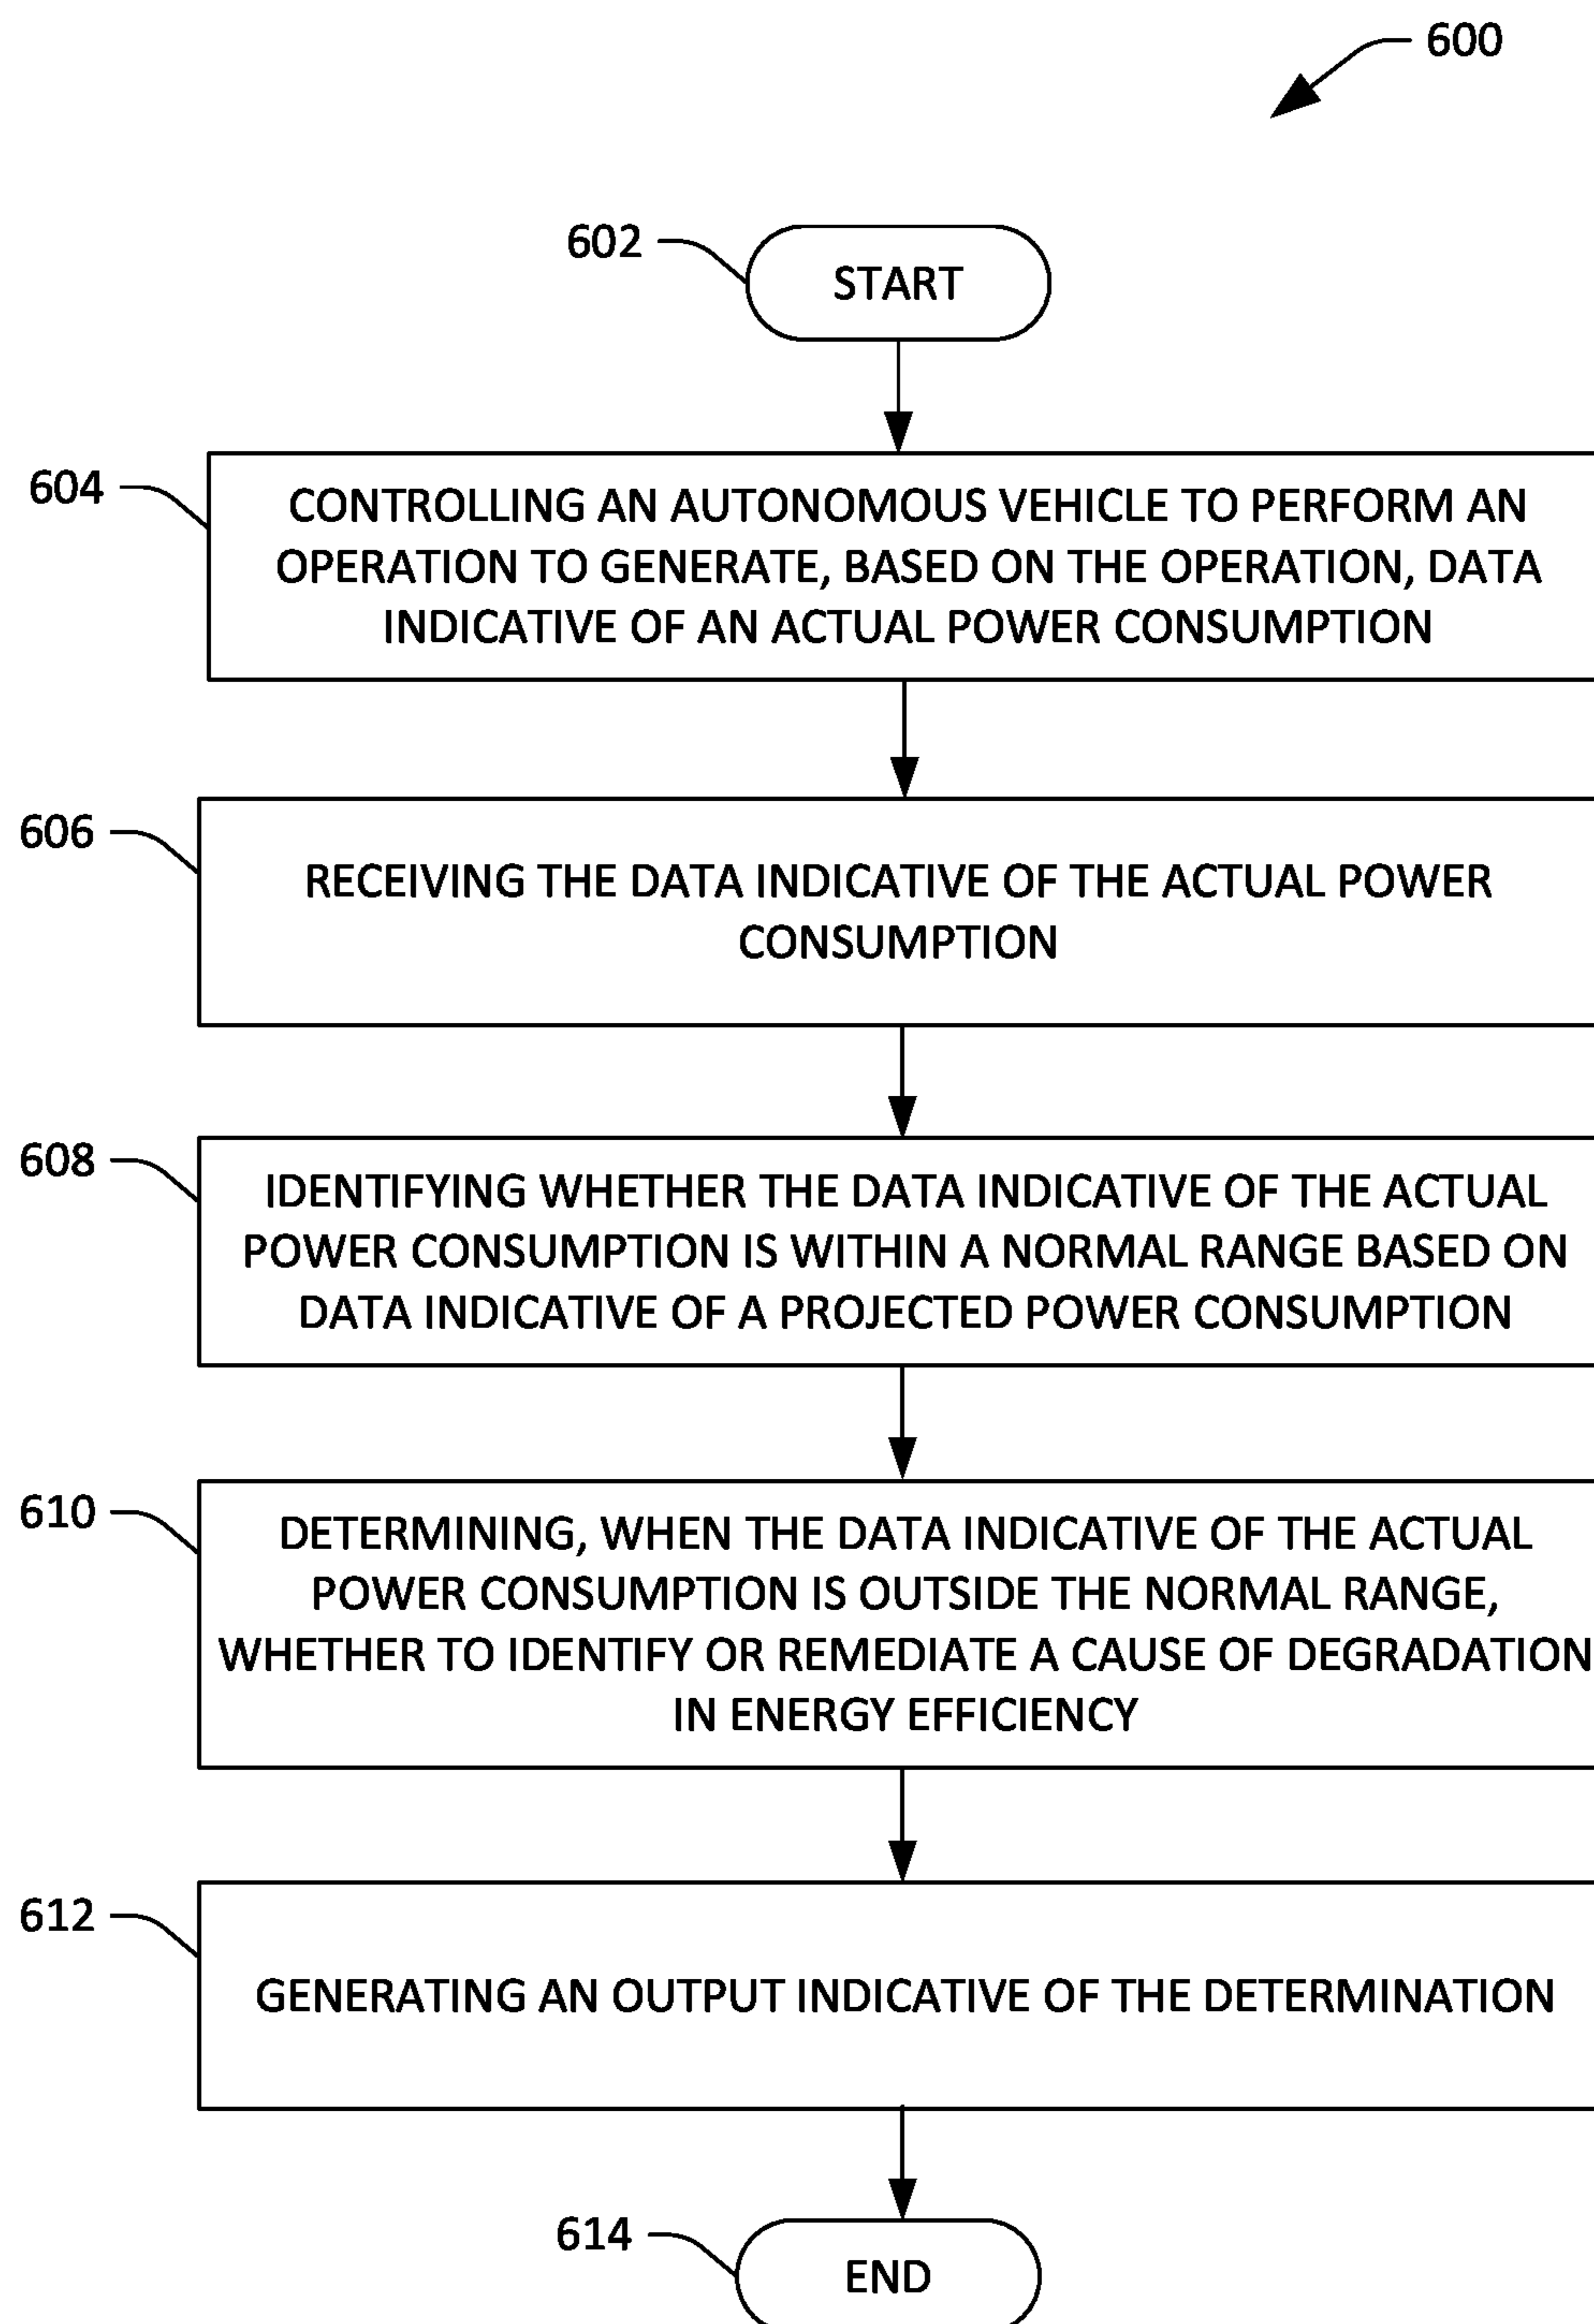 600
602
START
604
CONTROLLING AN AUTONOMOUS VEHICLE TO PERFORM AN
OPERATION TO GENERATE, BASED ON THE OPERATION, DATA
INDICATIVE OF AN ACTUAL POWER CONSUMPTION
606
RECEIVING THE DATA INDICATIVE OF THE ACTUAL POWER
CONSUMPTION
608
IDENTIFYING WHETHER THE DATA INDICATIVE OF THE ACTUAL
POWER CONSUMPTION IS WITHIN A NORMAL RANGE BASED ON
DATA INDICATIVE OF A PROJECTED POWER CONSUMPTION
610
DETERMINING, WHEN THE DATA INDICATIVE OF THE ACTUAL
POWER CONSUMPTION IS OUTSIDE THE NORMAL RANGE,
WHETHER TO IDENTIFY OR REMEDIATE A CAUSE OF DEGRADATION
IN ENERGY EFFICIENCY
612
GENERATING AN OUTPUT INDICATIVE OF THE DETERMINATION
614
END